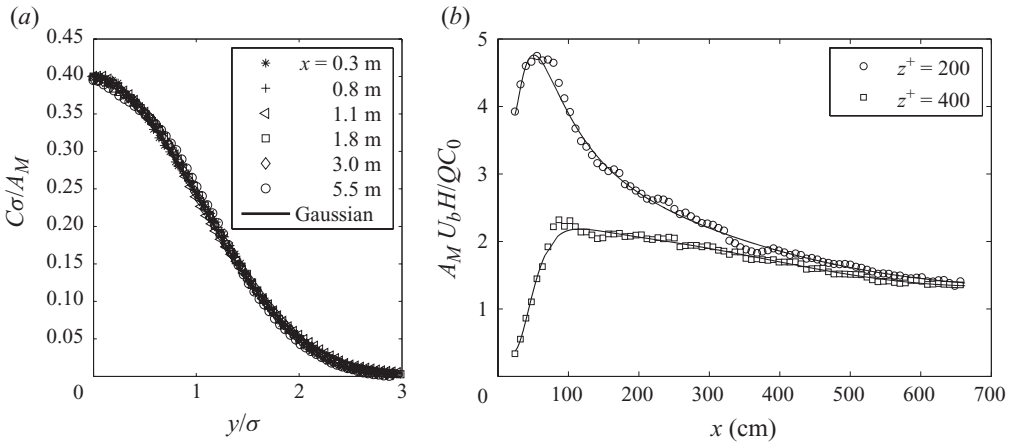 (a)
0.45
0.40
0.35
0.30
0.25
0.20
0.15
0.10
0.05
0
1
2
3
Cσ/A_M
y/σ
x = 0.3 m
0.8 m
1.1 m
1.8 m
3.0 m
5.5 m
Gaussian
(b)
5
4
3
2
1
0
100
200
300
400
500
600
700
A_M U_b H/QC_0
x (cm)
z^+ = 200
z^+ = 400